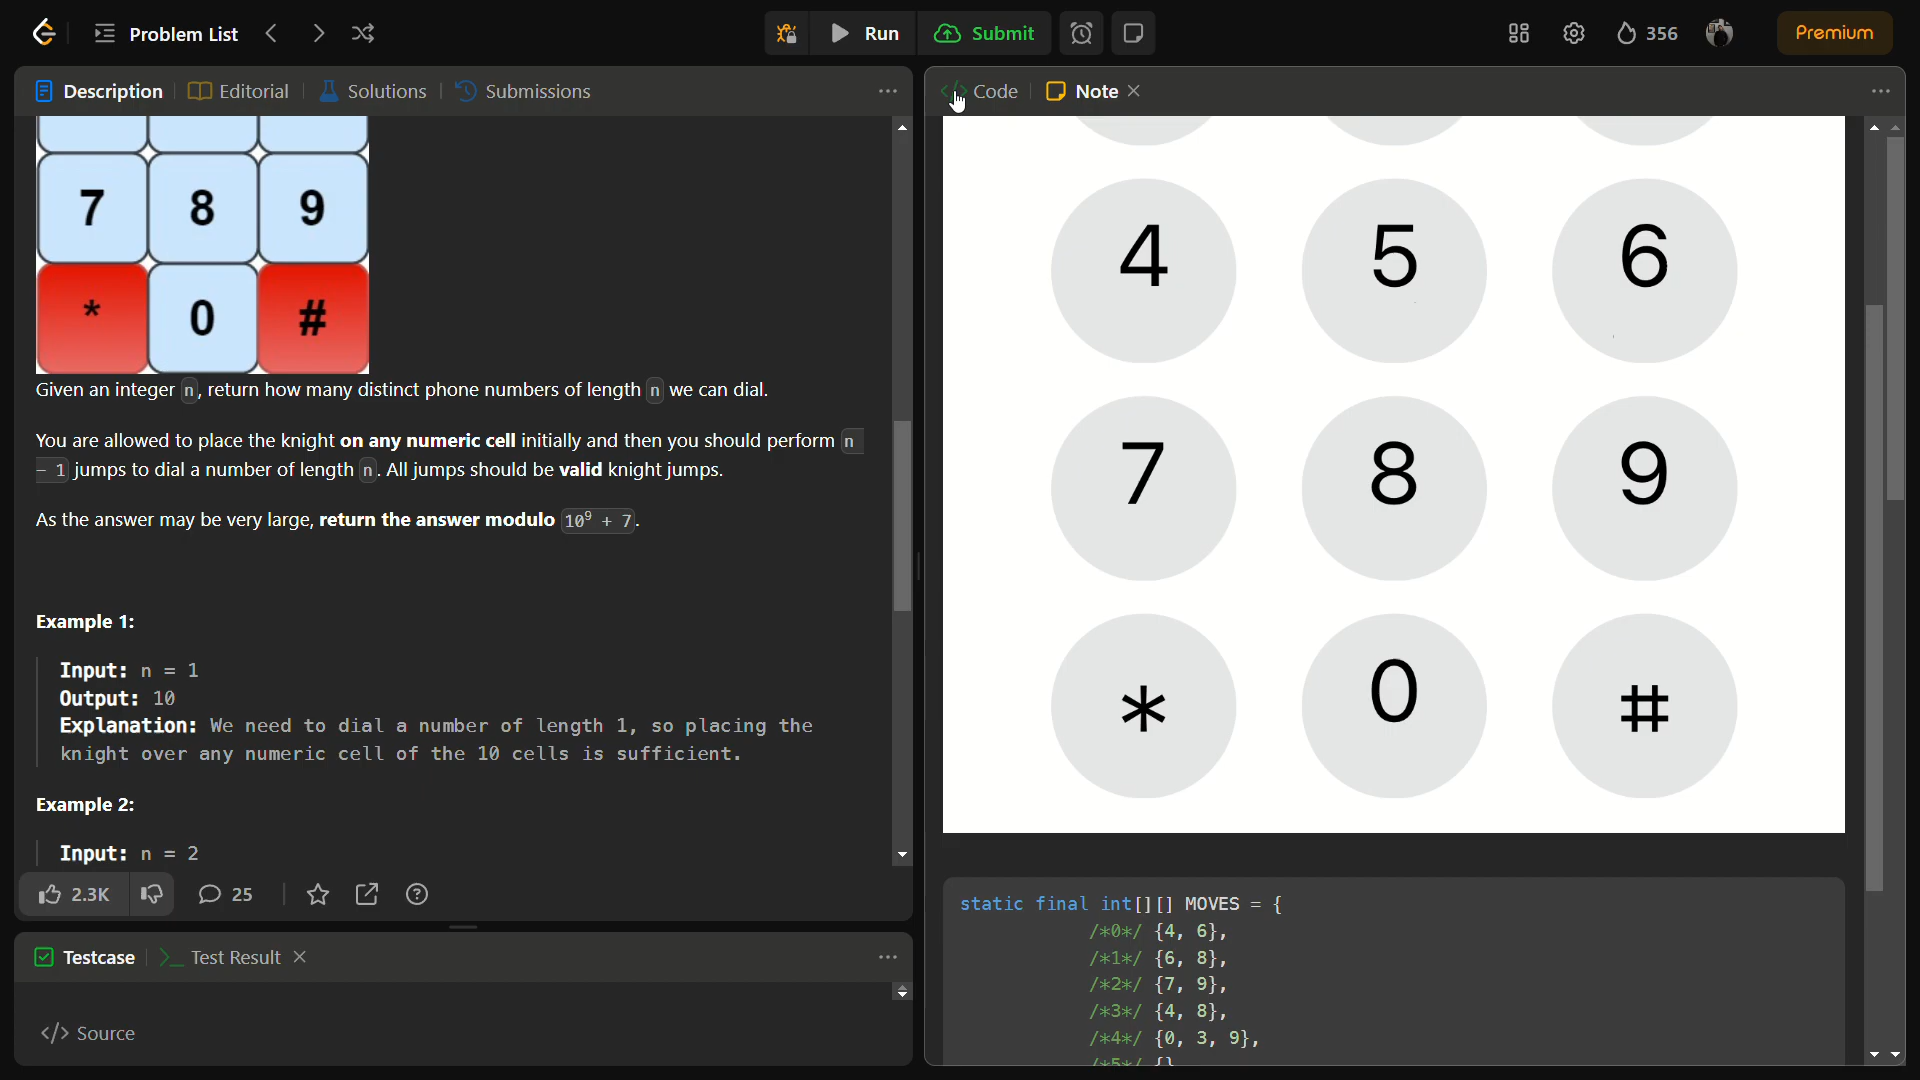 Problem List
Run
Submit
356
Premium
Description
Editorial
Solutions
Submissions
7 8 9
* 0 #
Given an integer n, return how many distinct phone numbers of length n we can dial.
You are allowed to place the knight on any numeric cell initially and then you should perform n
- 1 jumps to dial a number of length n. All jumps should be valid knight jumps.
As the answer may be very large, return the answer modulo 10⁹ + 7.
Example 1:
Input: n = 1
Output: 10
Explanation: We need to dial a number of length 1, so placing the
knight over any numeric cell of the 10 cells is sufficient.
Example 2:
Input: n = 2
2.3K
25
Testcase
>_ Test Result
</> Source
</> Code
Note
4 5 6
7 8 9
* 0 #
static final int[][] MOVES = {
/*0*/ {4, 6},
/*1*/ {6, 8},
/*2*/ {7, 9},
/*3*/ {4, 8},
/*4*/ {0, 3, 9},
/*5*/ {}